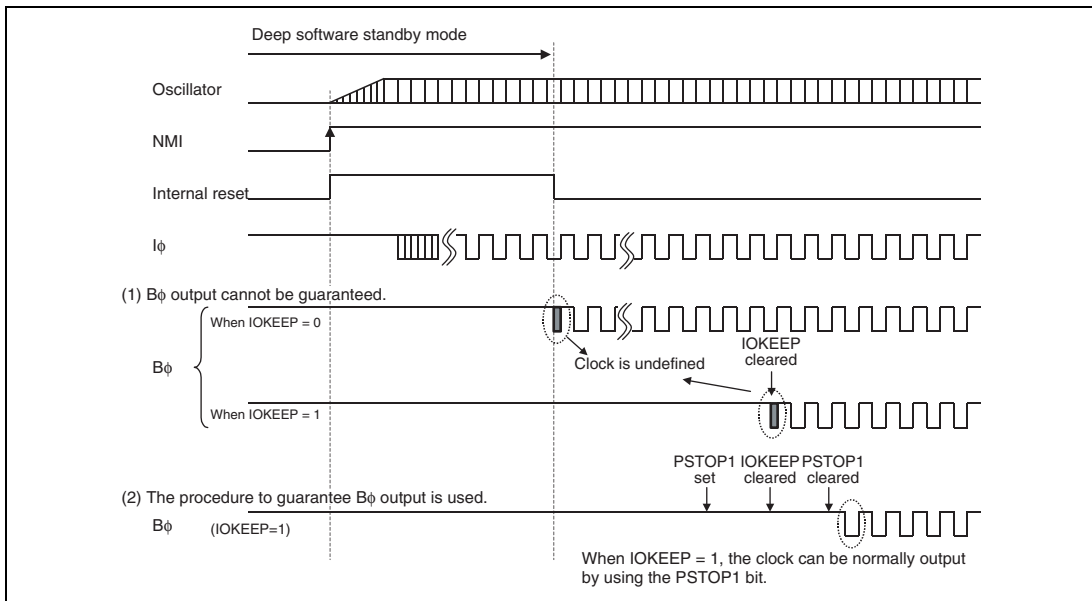 Deep software standby mode
Oscillator
NMI
Internal reset
Iϕ
(1) Bϕ output cannot be guaranteed.
When IOKEEP = 0
IOKEEP
cleared
Clock is undefined
Bϕ
When IOKEEP = 1
PSTOP1 IOKEEP PSTOP1
set cleared cleared
(2) The procedure to guarantee Bϕ output is used.
Bϕ (IOKEEP=1)
When IOKEEP = 1, the clock can be normally output
by using the PSTOP1 bit.